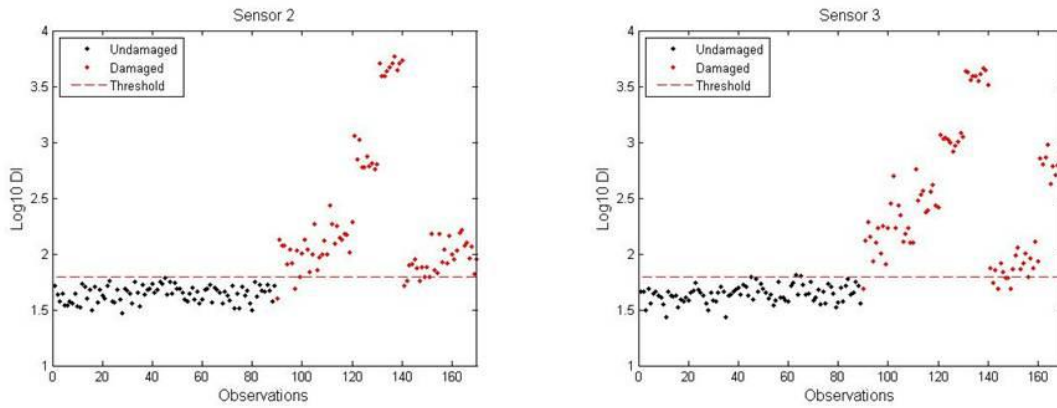 Sensor 2
4
3.5
3
2.5
2
1.5
1
Log10 DI
Undamaged
Damaged
Threshold
0 20 40 60 80 100 120 140 160
Observations
Sensor 3
4
3.5
3
2.5
2
1.5
1
Log10 DI
Undamaged
Damaged
Threshold
0 20 40 60 80 100 120 140 160
Observations